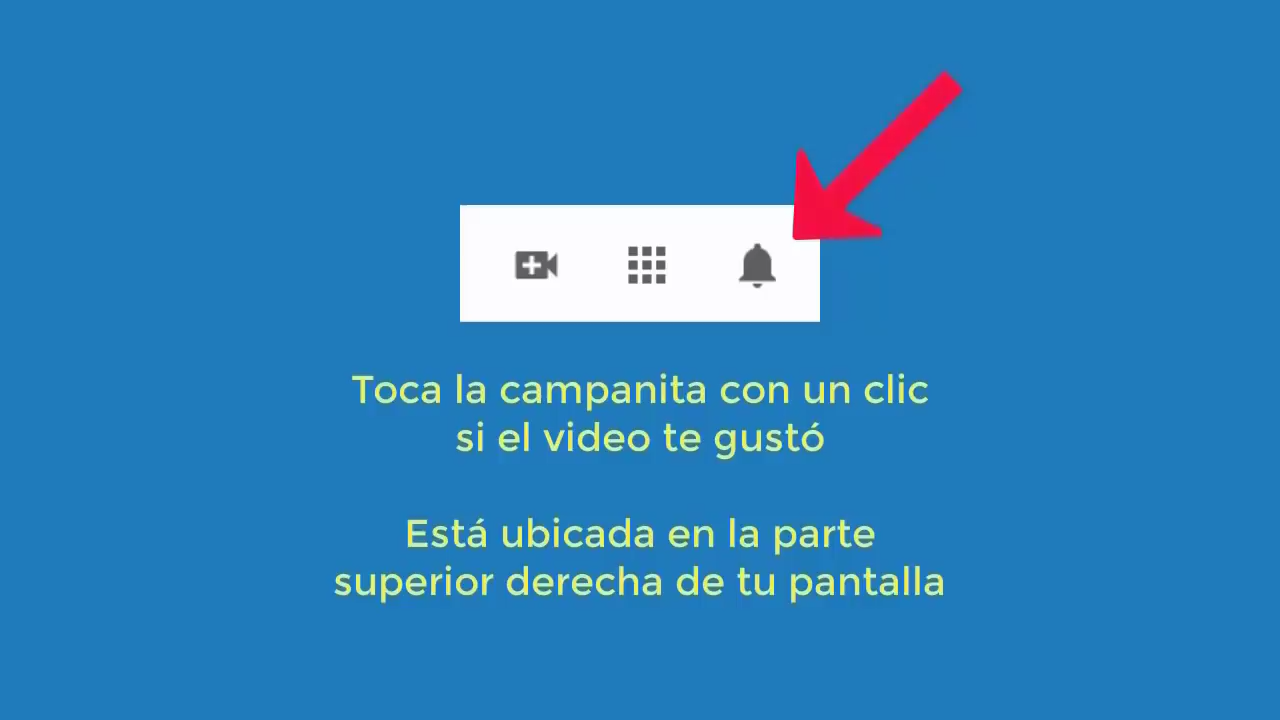 Toca la campanita con un clic
si el video te gustó
Está ubicada en la parte
superior derecha de tu pantalla